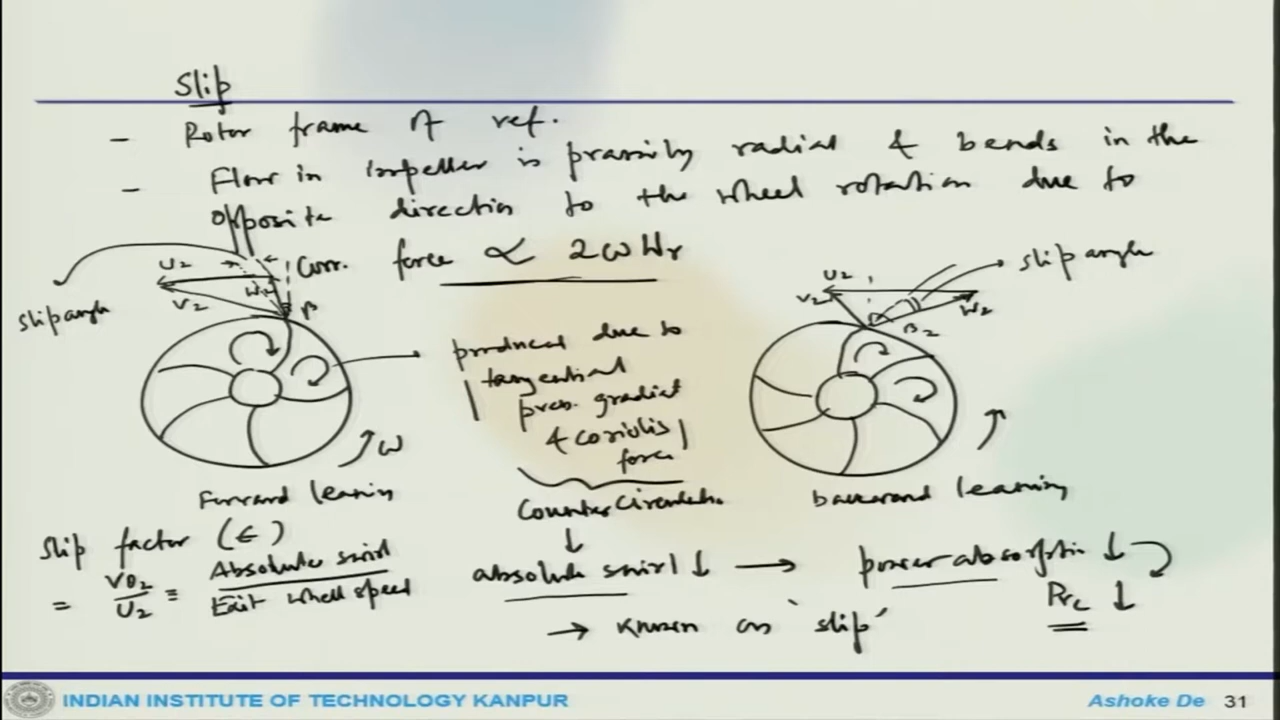 Slip
- Rotor frame of ref.
- Flow in impeller is primarily radial & bends in the
opposite direction to the wheel rotation due to
Corr. force ∝ 2ωWr
slip angle
U2
V2
W2
β
ω
Forward leaning
produced due to
tangential
pres. gradiat
& coriolis
force
Counter Circulat.
slip angle
U2
V2
W2
β2
backward leaning
Slip factor (ϵ)
= Vθ2 / U2 ≡ Absolute swirl / Exit wheel speed
absolute swirl ↓ → power absorption ↓
Prc ↓
→ known as 'slip'
INDIAN INSTITUTE OF TECHNOLOGY KANPUR
Ashoke De 31